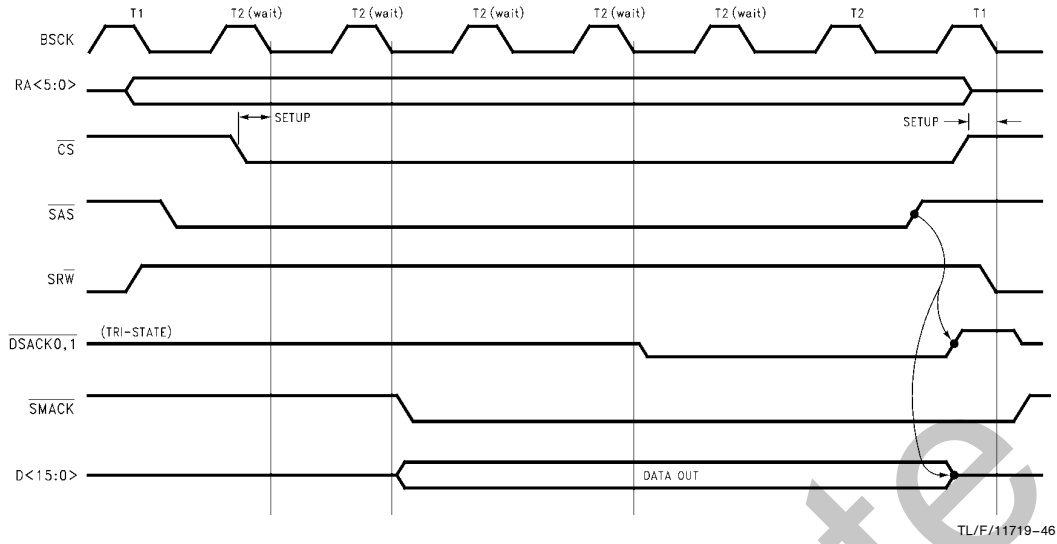 T1 T2 (wait) T2 (wait) T2 (wait) T2 (wait) T2 (wait) T2 T1
BSCK
RA<5:0>
SETUP SETUP
CS
SAS
SRW
(TRI-STATE)
DSACK0,1
SMACK
D<15:0> DATA OUT
te
TL/F/11719-46